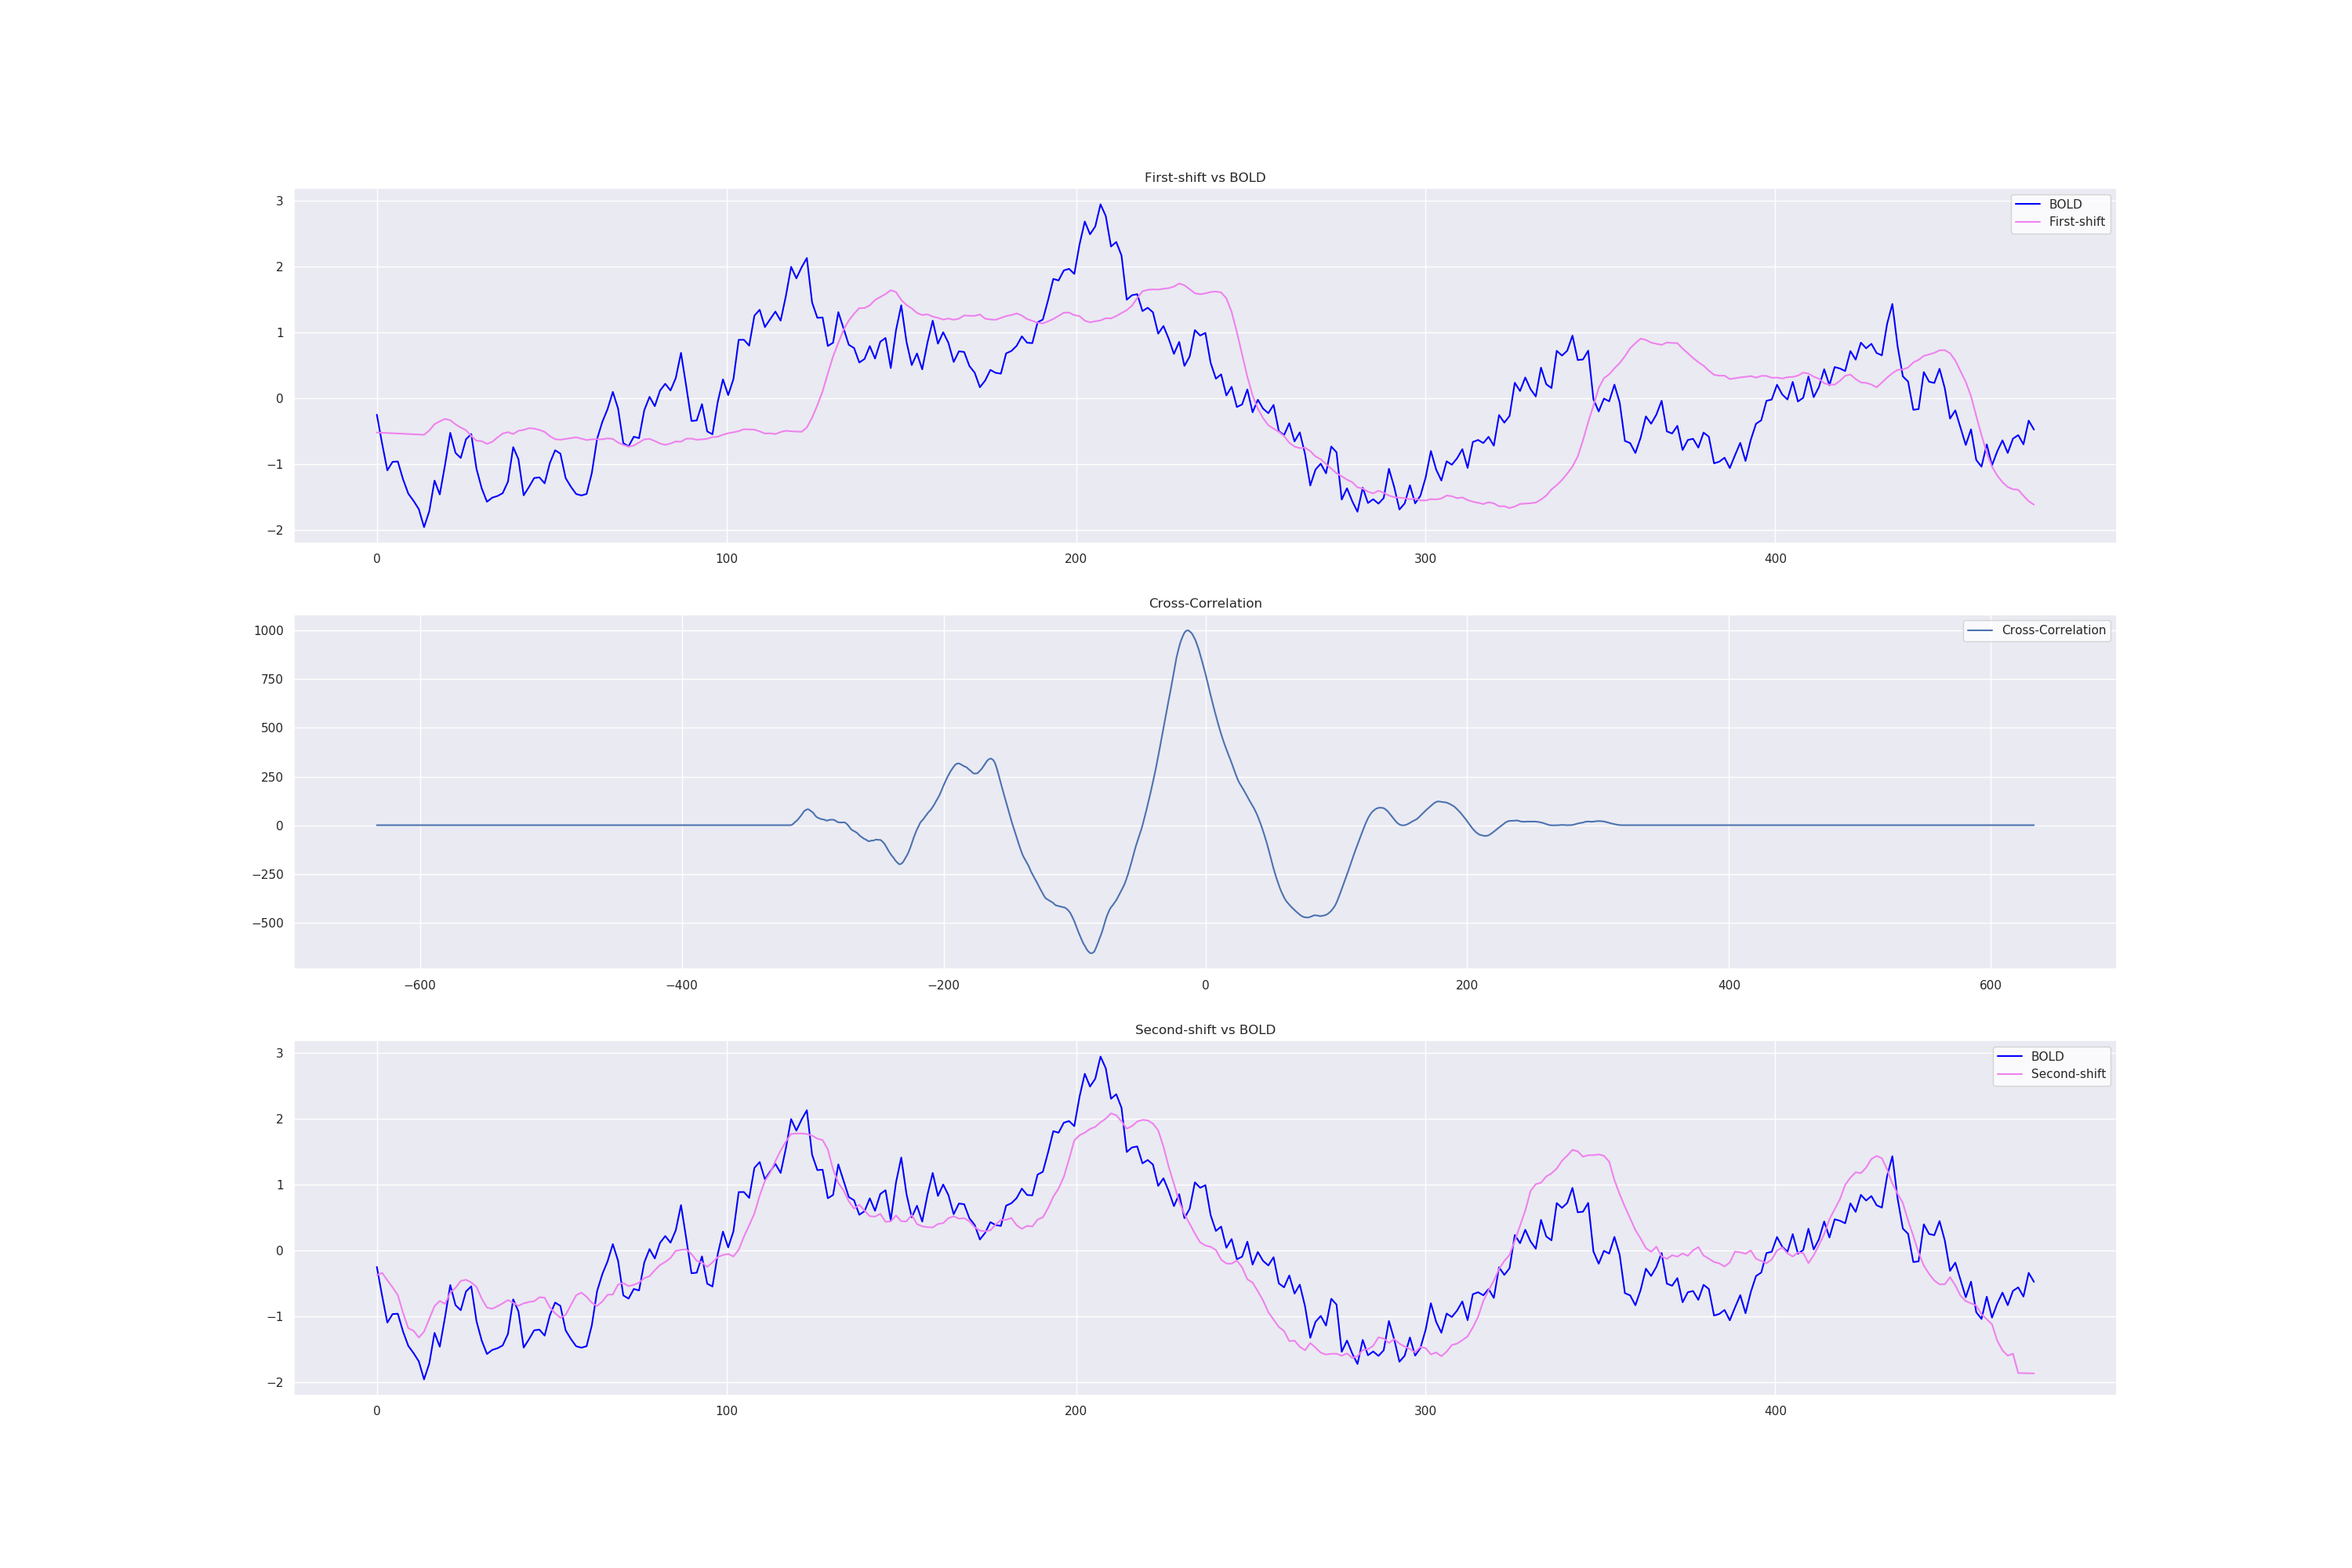 First-shift vs BOLD
3
2
1
0
−1
−2
BOLD
First-shift
0 100 200 300 400
Cross-Correlation
1000
750
500
250
0
−250
−500
Cross-Correlation
−600 −400 −200 0 200 400 600
Second-shift vs BOLD
3
2
1
0
−1
−2
BOLD
Second-shift
0 100 200 300 400